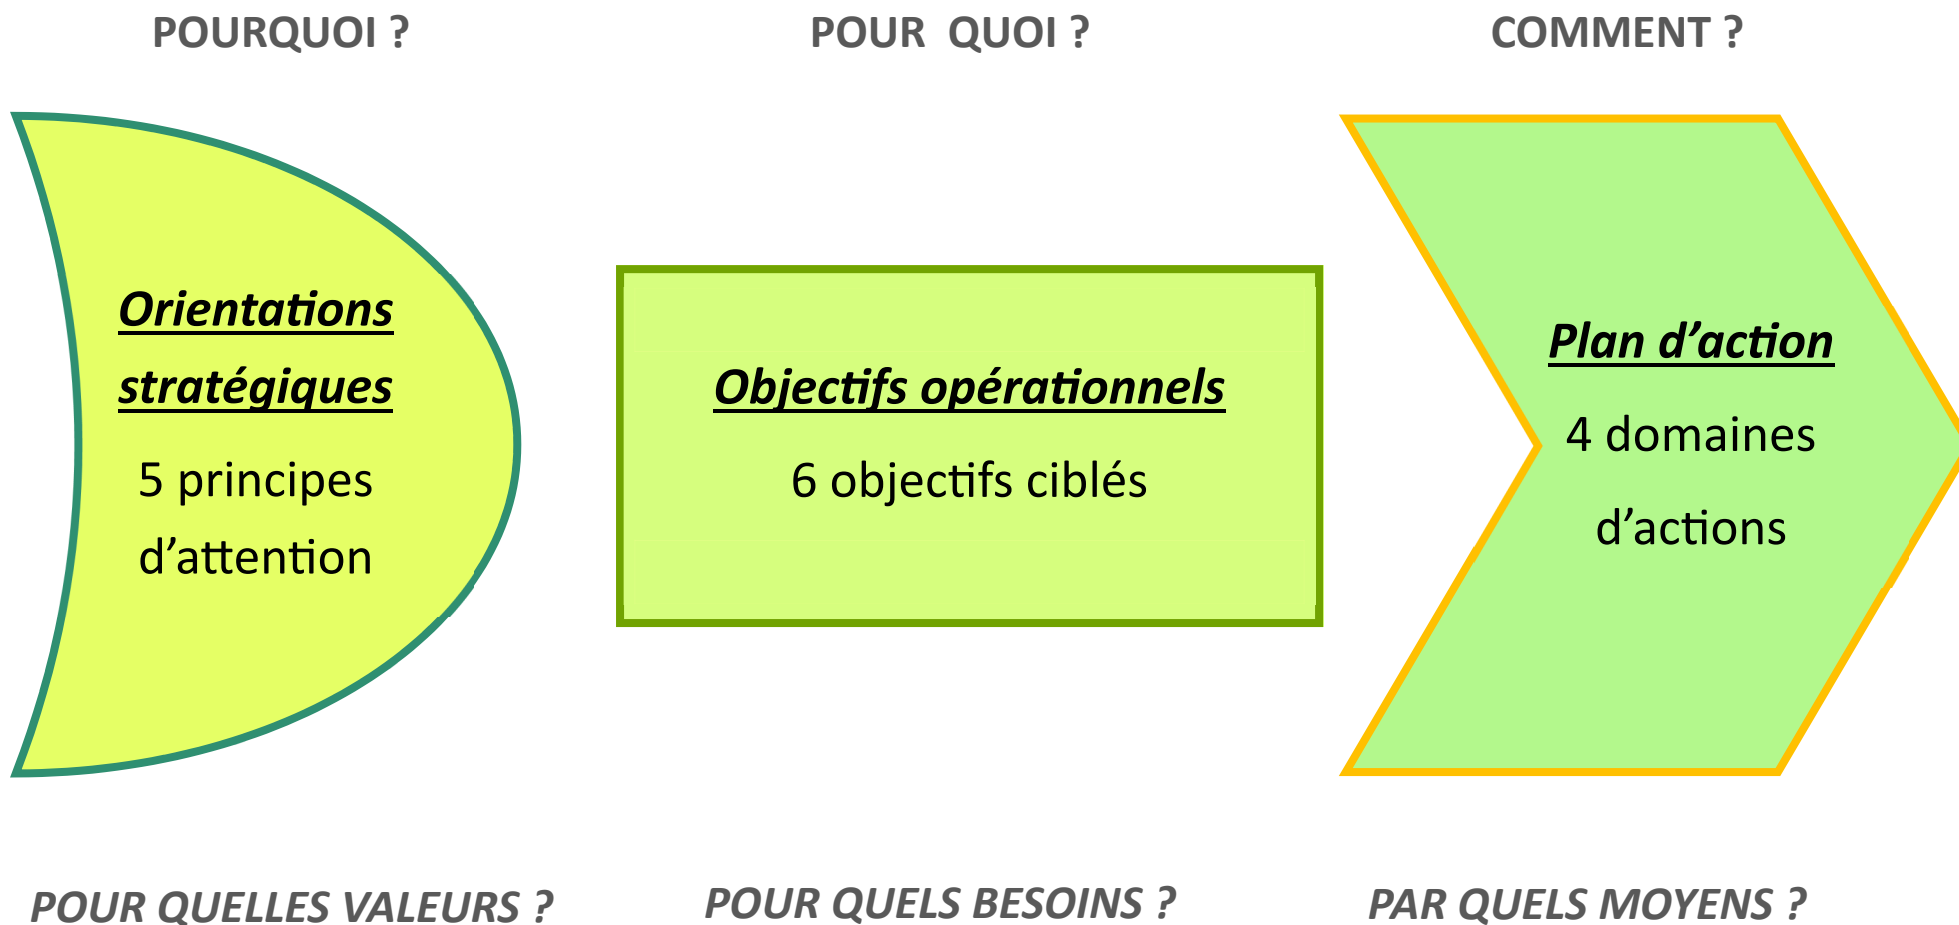 POURQUOI ?
POUR  QUOI ?
COMMENT ?
Orientations
stratégiques
5 principes
d’attention
Objectifs opérationnels
6 objectifs ciblés
Plan d’action
4 domaines
d’actions
POUR QUELLES VALEURS ?
POUR QUELS BESOINS ?
PAR QUELS MOYENS ?